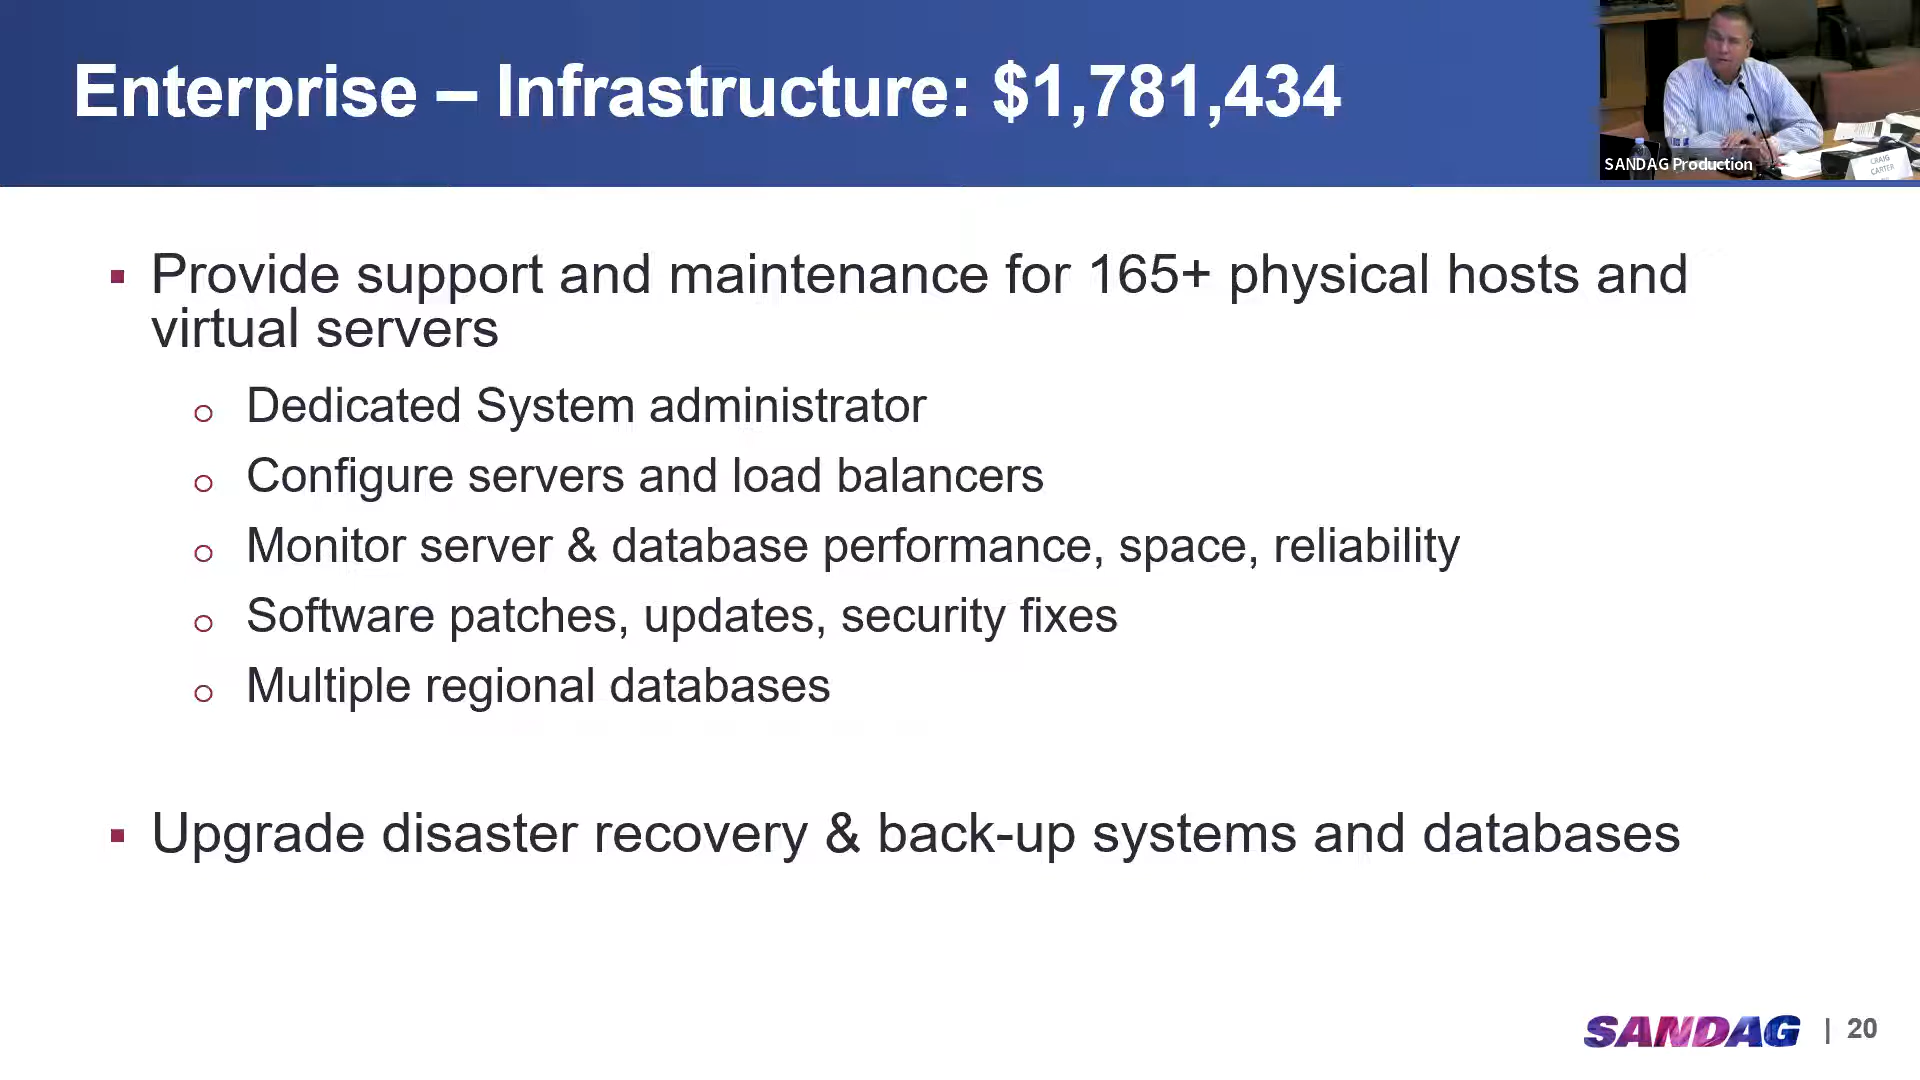 Enterprise – Infrastructure: $1,781,434
SANDAG Production
CRAIG
CARTER
▪ Provide support and maintenance for 165+ physical hosts and
virtual servers
o Dedicated System administrator
o Configure servers and load balancers
o Monitor server & database performance, space, reliability
o Software patches, updates, security fixes
o Multiple regional databases
▪ Upgrade disaster recovery & back-up systems and databases
SANDAG | 20